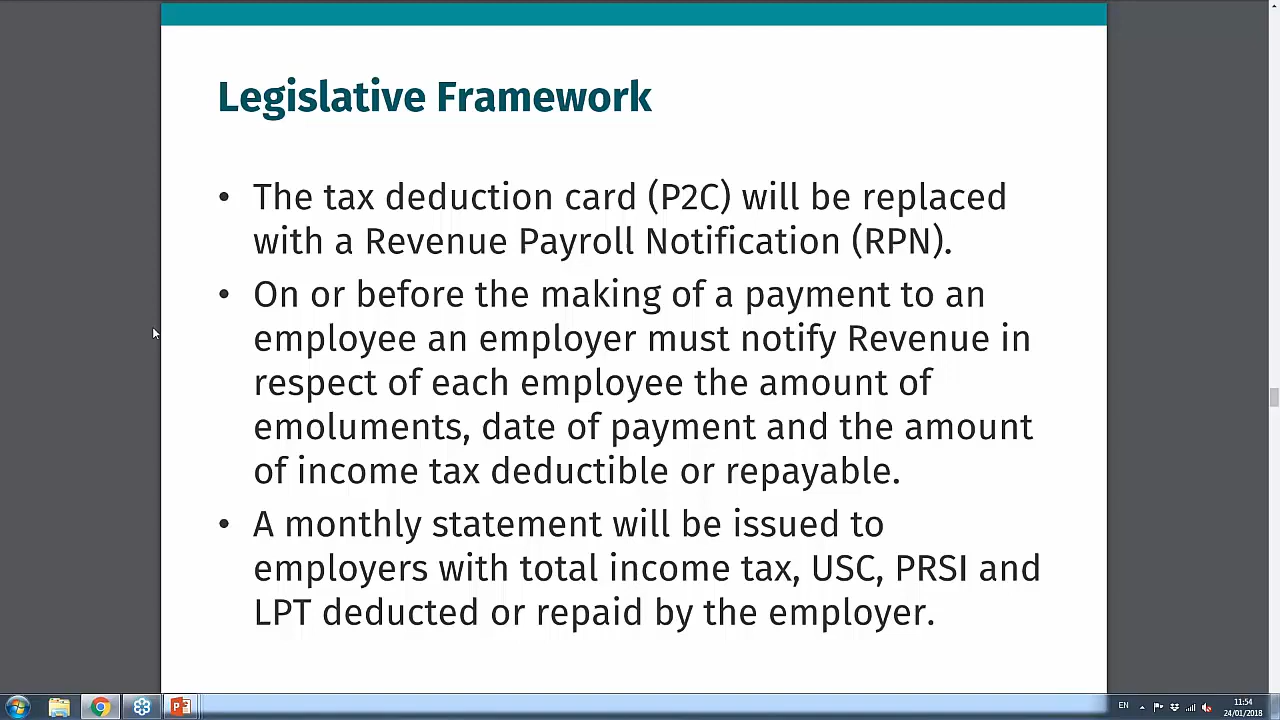 Legislative Framework
• The tax deduction card (P2C) will be replaced
with a Revenue Payroll Notification (RPN).
• On or before the making of a payment to an
employee an employer must notify Revenue in
respect of each employee the amount of
emoluments, date of payment and the amount
of income tax deductible or repayable.
• A monthly statement will be issued to
employers with total income tax, USC, PRSI and
LPT deducted or repaid by the employer.
EN
11:54
24/01/2018